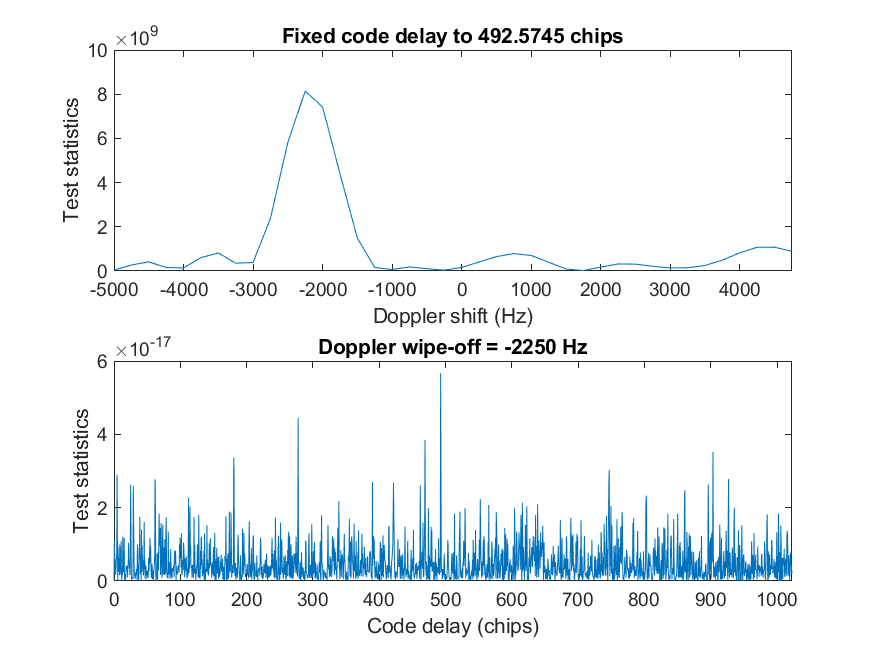 ×10^9
Fixed code delay to 492.5745 chips
10
8
6
4
2
0
Test statistics
-5000 -4000 -3000 -2000 -1000 0 1000 2000 3000 4000
Doppler shift (Hz)
×10^-17
Doppler wipe-off = -2250 Hz
6
4
2
0
Test statistics
0 100 200 300 400 500 600 700 800 900 1000
Code delay (chips)